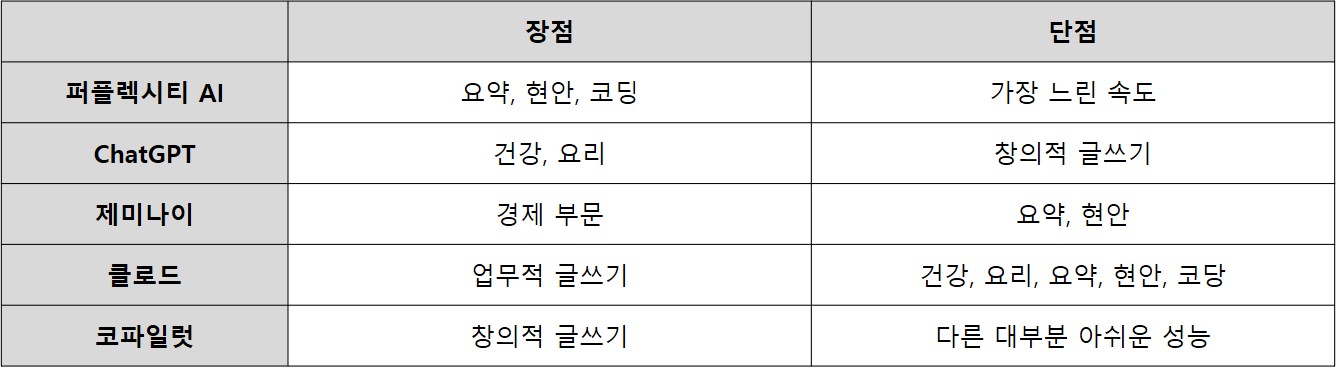 장점 단점
퍼플렉시티 AI 요약, 현안, 코딩 가장 느린 속도
ChatGPT 건강, 요리 창의적 글쓰기
제미나이 경제 부문 요약, 현안
클로드 업무적 글쓰기 건강, 요리, 요약, 현안, 코당
코파일럿 창의적 글쓰기 다른 대부분 아쉬운 성능